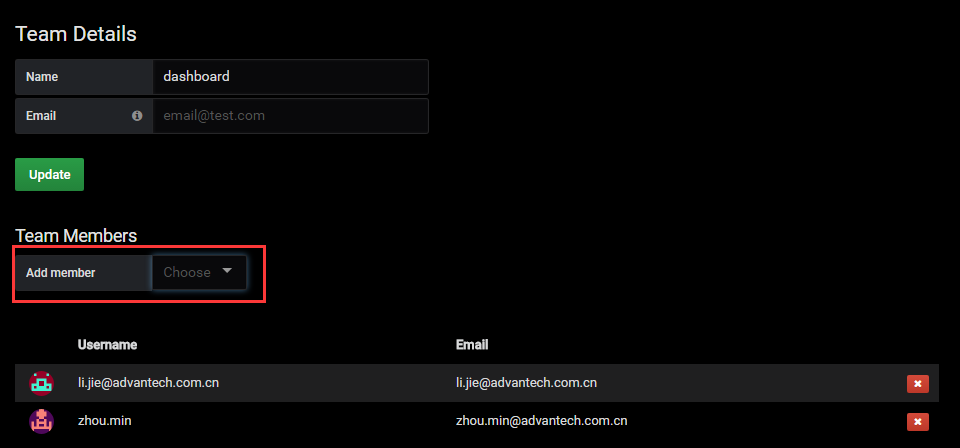 Team Details
Name dashboard
Email email@test.com
Update
Team Members
Add member Choose
Username Email
li.jie@advantech.com.cn li.jie@advantech.com.cn
zhou.min zhou.min@advantech.com.cn